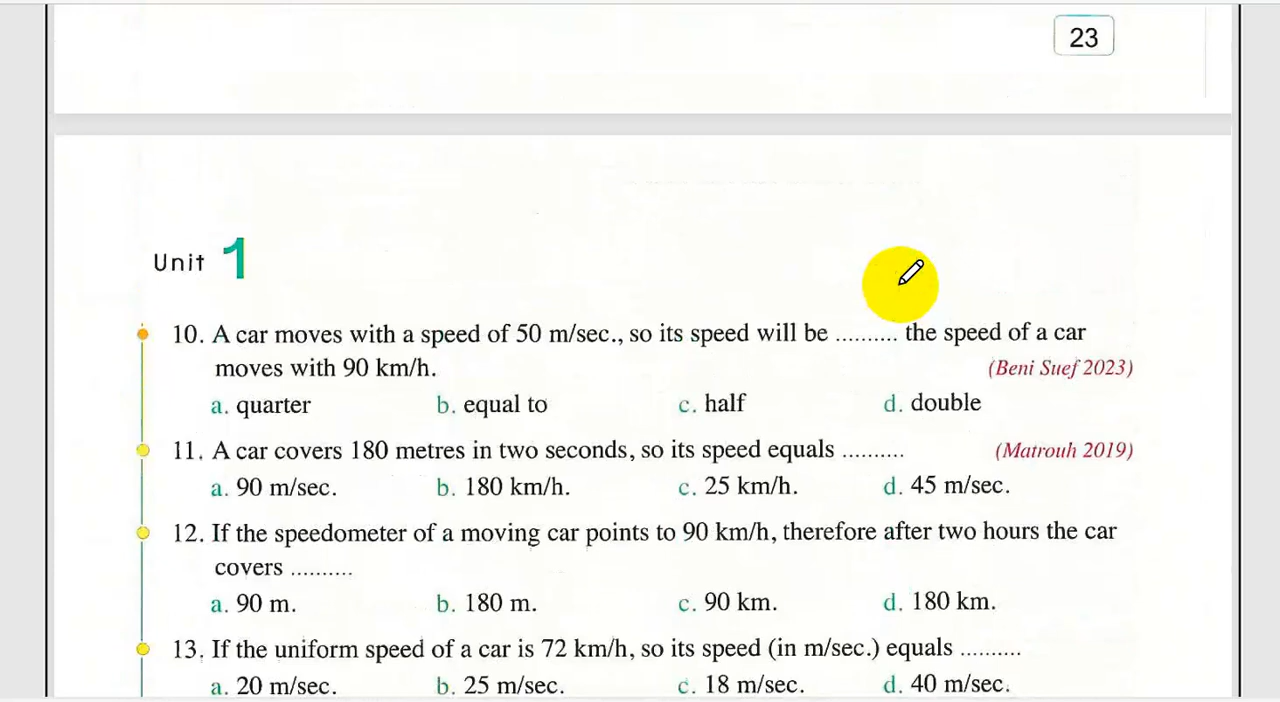 23
Unit 1
10. A car moves with a speed of 50 m/sec., so its speed will be .......... the speed of a car
moves with 90 km/h. (Beni Suef 2023)
a. quarter b. equal to c. half d. double
11. A car covers 180 metres in two seconds, so its speed equals .......... (Matrouh 2019)
a. 90 m/sec. b. 180 km/h. c. 25 km/h. d. 45 m/sec.
12. If the speedometer of a moving car points to 90 km/h, therefore after two hours the car
covers ..........
a. 90 m. b. 180 m. c. 90 km. d. 180 km.
13. If the uniform speed of a car is 72 km/h, so its speed (in m/sec.) equals ..........
a. 20 m/sec. b. 25 m/sec. c. 18 m/sec. d. 40 m/sec.